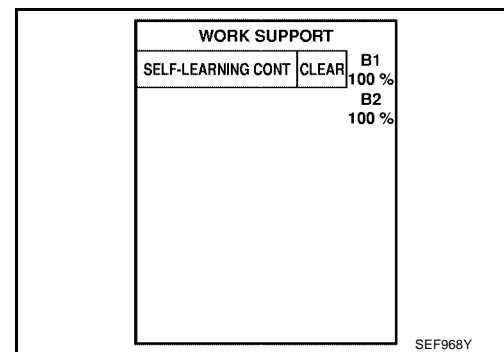 WORK SUPPORT
SELF-LEARNING CONT CLEAR B1
100 %
B2
100 %
SEF968Y